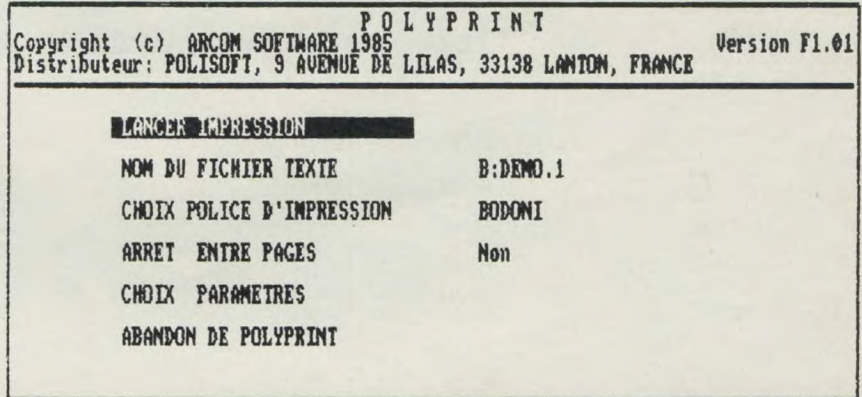 P O L Y P R I N T
Copyright (c) ARCOM SOFTWARE 1985 Version F1.01
Distributeur: POLISOFT, 9 AVENUE DE LILAS, 33138 LANTON, FRANCE
LANCER IMPRESSION
NOM DU FICHIER TEXTE B:DEMO.1
CHOIX POLICE D'IMPRESSION BODONI
ARRET ENTRE PAGES Non
CHOIX PARAMETRES
ABANDON DE POLYPRINT